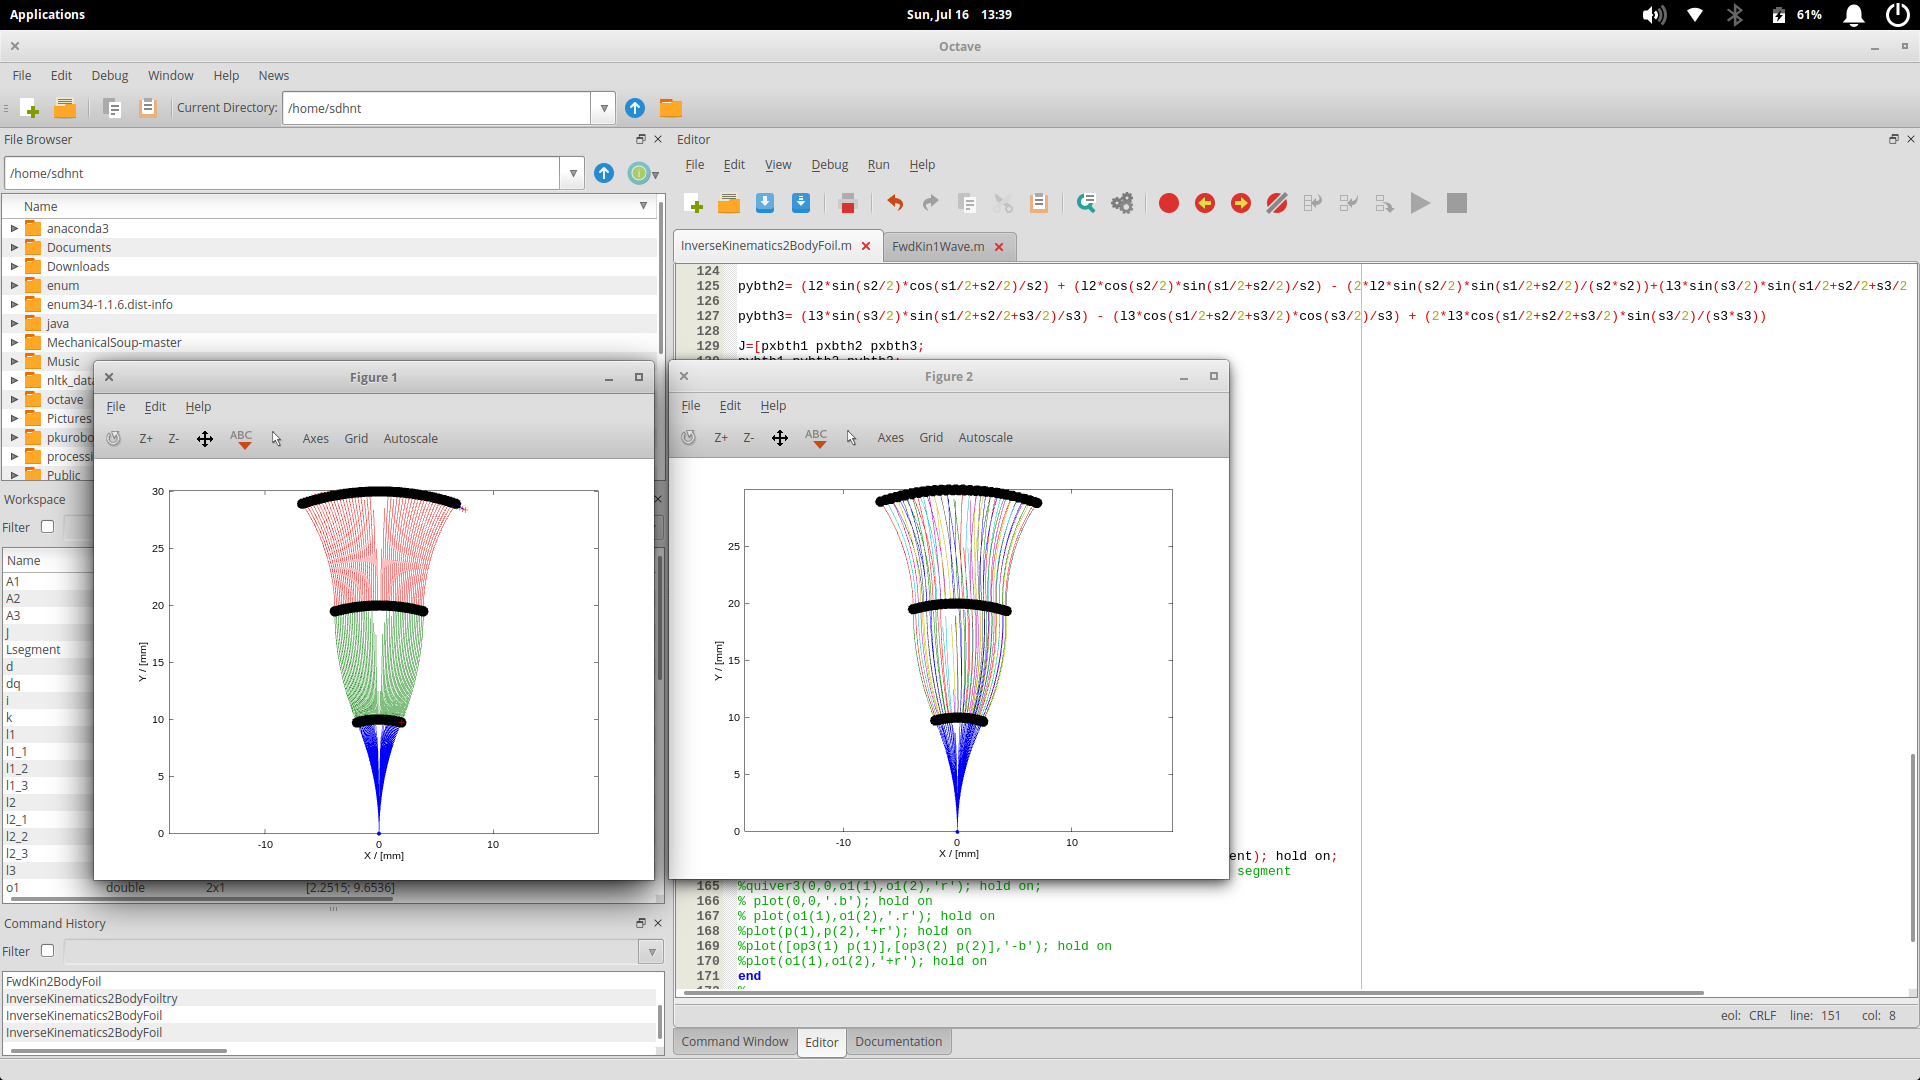 Applications
Sun, Jul 16 13:39
61%
Octave
File Edit Debug Window Help News
Current Directory: /home/sdhnt
File Browser
/home/sdhnt
Name
anaconda3
Documents
Downloads
enum
enum34-1.1.6.dist-info
java
MechanicalSoup-master
Music
nltk_data
octave
Pictures
pkurobo
processi
Public
Workspace
Filter
Name
A1
A2
A3
J
Lsegment
d
dq
i
k
l1
l1_1
l1_2
l1_3
l2
l2_1
l2_2
l2_3
l3
o1 double 2x1 [2.2515; 9.6536]
Command History
Filter
FwdKin2BodyFoil
InverseKinematics2BodyFoiltry
InverseKinematics2BodyFoil
InverseKinematics2BodyFoil
Editor
File Edit View Debug Run Help
InverseKinematics2BodyFoil.m FwdKin1Wave.m
124
125 pybth2= (l2*sin(s2/2)*cos(s1/2+s2/2)/s2) + (l2*cos(s2/2)*sin(s1/2+s2/2)/s2) - (2*l2*sin(s2/2)*sin(s1/2+s2/2)/(s2*s2))+(l3*sin(s3/2)*sin(s1/2+s2/2+s3/2
126
127 pybth3= (l3*sin(s3/2)*sin(s1/2+s2/2+s3/2)/s3) - (l3*cos(s1/2+s2/2+s3/2)*cos(s3/2)/s3) + (2*l3*cos(s1/2+s2/2+s3/2)*sin(s3/2)/(s3*s3))
128
129 J=[pxbth1 pxbth2 pxbth3;
130 pybth1 pybth2 pybth3;
Figure 1
File Edit Help
Z+ Z- ABC Axes Grid Autoscale
30
25
20
15
10
5
0
Y / [mm]
-10 0 10
X / [mm]
Figure 2
File Edit Help
Z+ Z- ABC Axes Grid Autoscale
25
20
15
10
5
0
Y / [mm]
-10 0 10
X / [mm]
ent); hold on;
segment
165 %quiver3(0,0,o1(1),o1(2),'r'); hold on;
166 % plot(0,0,'.b'); hold on
167 % plot(o1(1),o1(2),'.r'); hold on
168 %plot(p(1),p(2),'+r'); hold on
169 %plot([op3(1) p(1)],[op3(2) p(2)],'-b'); hold on
170 %plot(o1(1),o1(2),'+r'); hold on
171 end
eol: CRLF line: 151 col: 8
Command Window Editor Documentation